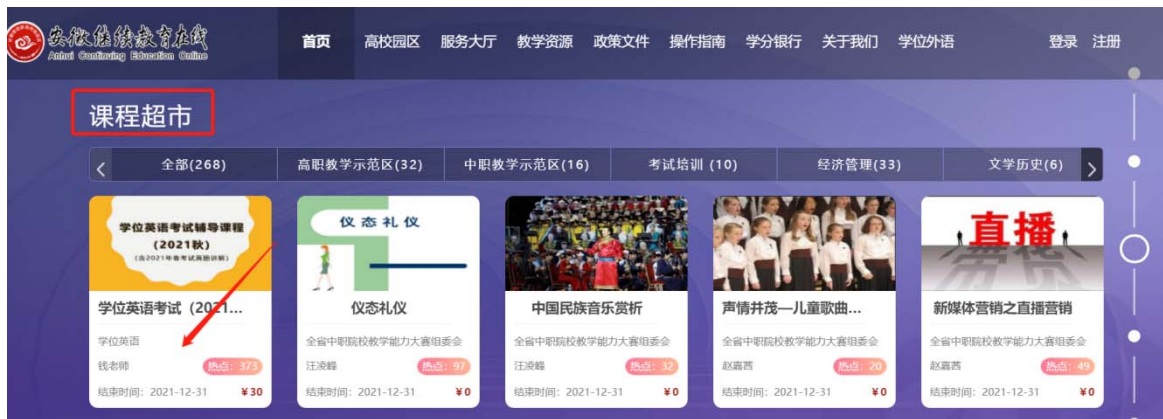 安徽继续教育在线
Anhui Continuing Education Online
首页 高校园区 服务大厅 教学资源 政策文件 操作指南 学分银行 关于我们 学位外语 登录 注册
课程超市
全部(268) 高职教学示范区(32) 中职教学示范区(16) 考试培训 (10) 经济管理(33) 文学历史(6)
学位英语考试辅导课程
(2021秋)
(含2021年春考试真题讲解)
仪态礼仪
直播
学位英语考试（2021... 仪态礼仪 中国民族音乐赏析 声情并茂—儿童歌曲... 新媒体营销之直播营销
学位英语 全省中职院校教学能力大赛组委会 全省中职院校教学能力大赛组委会 全省中职院校教学能力大赛组委会 全省中职院校教学能力大赛组委会
钱老师 热点：373 汪凌峰 热点：97 汪凌峰 热点：32 赵嘉茜 热点：20 赵嘉茜 热点：49
结束时间：2021-12-31 ¥30 结束时间：2021-12-31 ¥0 结束时间：2021-12-31 ¥0 结束时间：2021-12-31 ¥0 结束时间：2021-12-31 ¥0